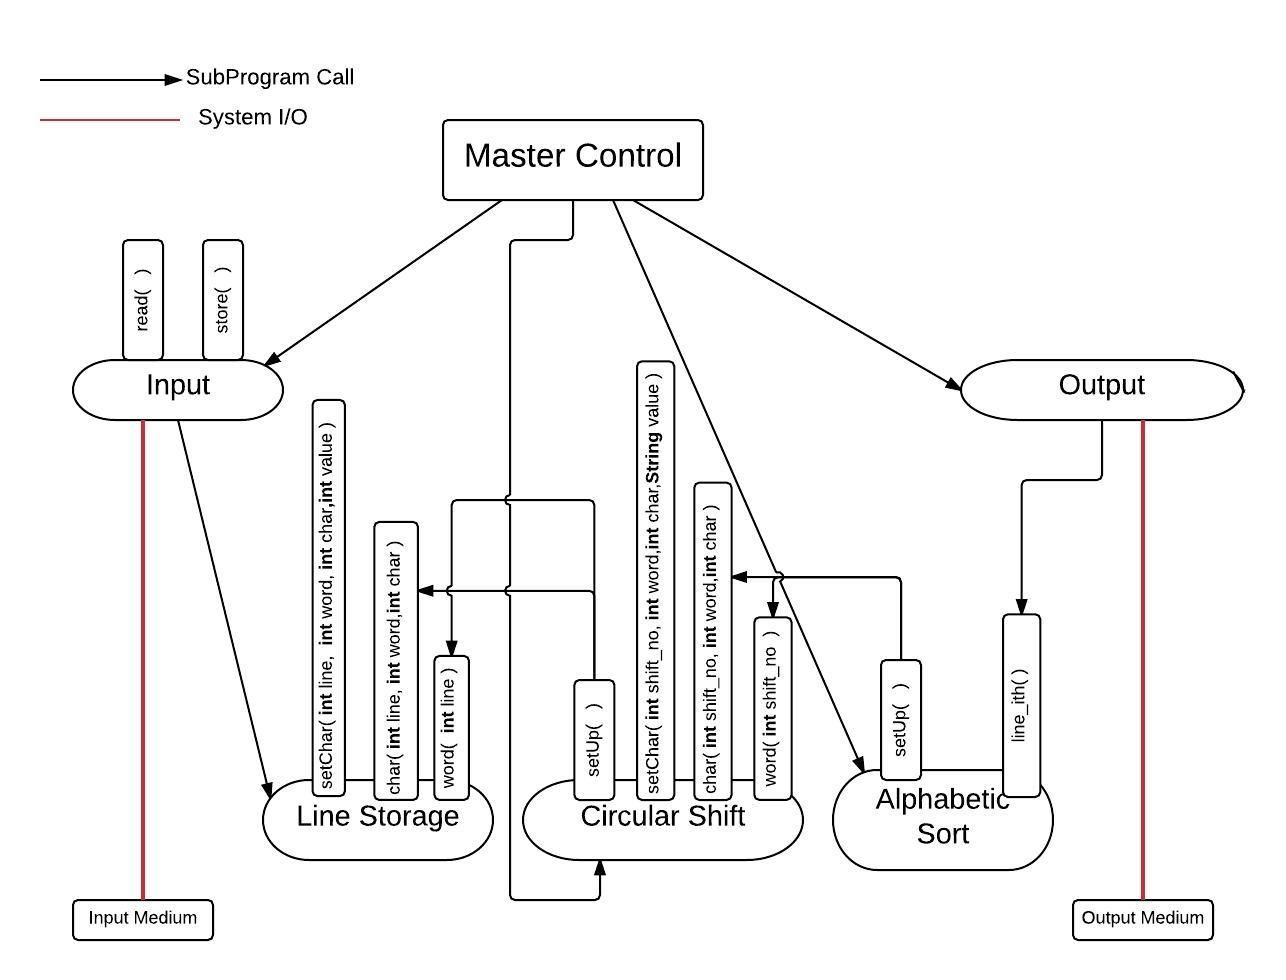 SubProgram Call
System I/O
Master Control
read(   )
store(   )
Input
Output
setChar( int line,  int word, int char,int value )
char( int line, int word,int char )
word(  int line )
setUp(   )
setChar( int shift_no, int word,int char,String value )
char( int shift_no, int word,int char )
word( int shift_no  )
setUp(   )
line_ith( )
Line Storage
Circular Shift
Alphabetic
Sort
Input Medium
Output Medium